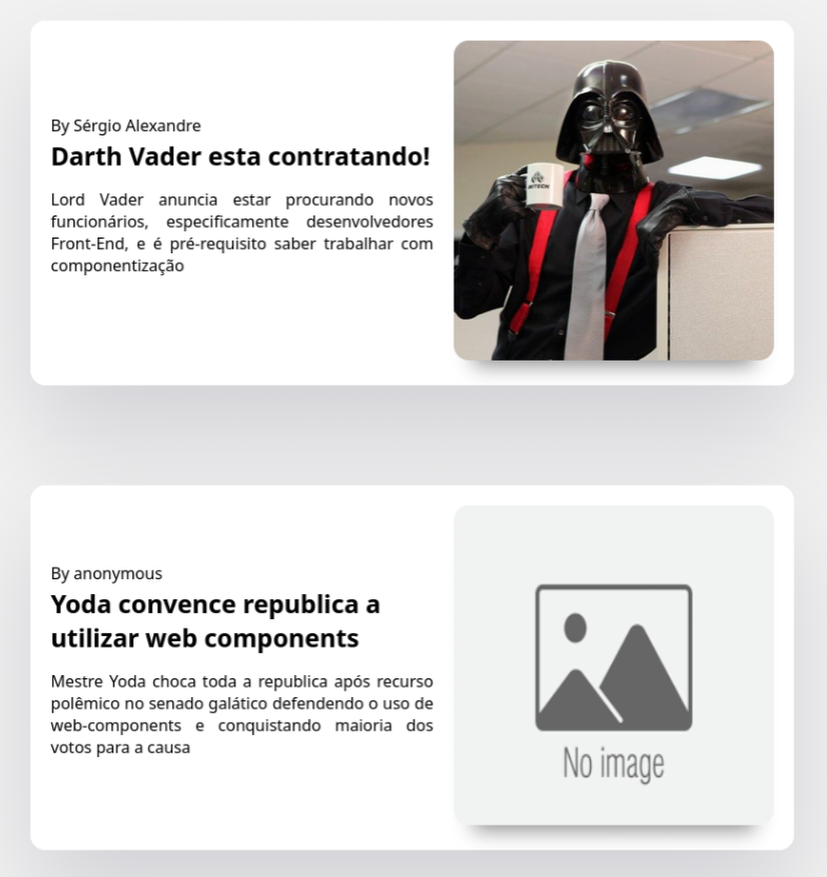 By Sérgio Alexandre
Darth Vader esta contratando!
Lord Vader anuncia estar procurando novos
funcionários, especificamente desenvolvedores
Front-End, e é pré-requisito saber trabalhar com
componentização
By anonymous
Yoda convence republica a
utilizar web components
Mestre Yoda choca toda a republica após recurso
polêmico no senado galático defendendo o uso de
web-components e conquistando maioria dos
votos para a causa
No image